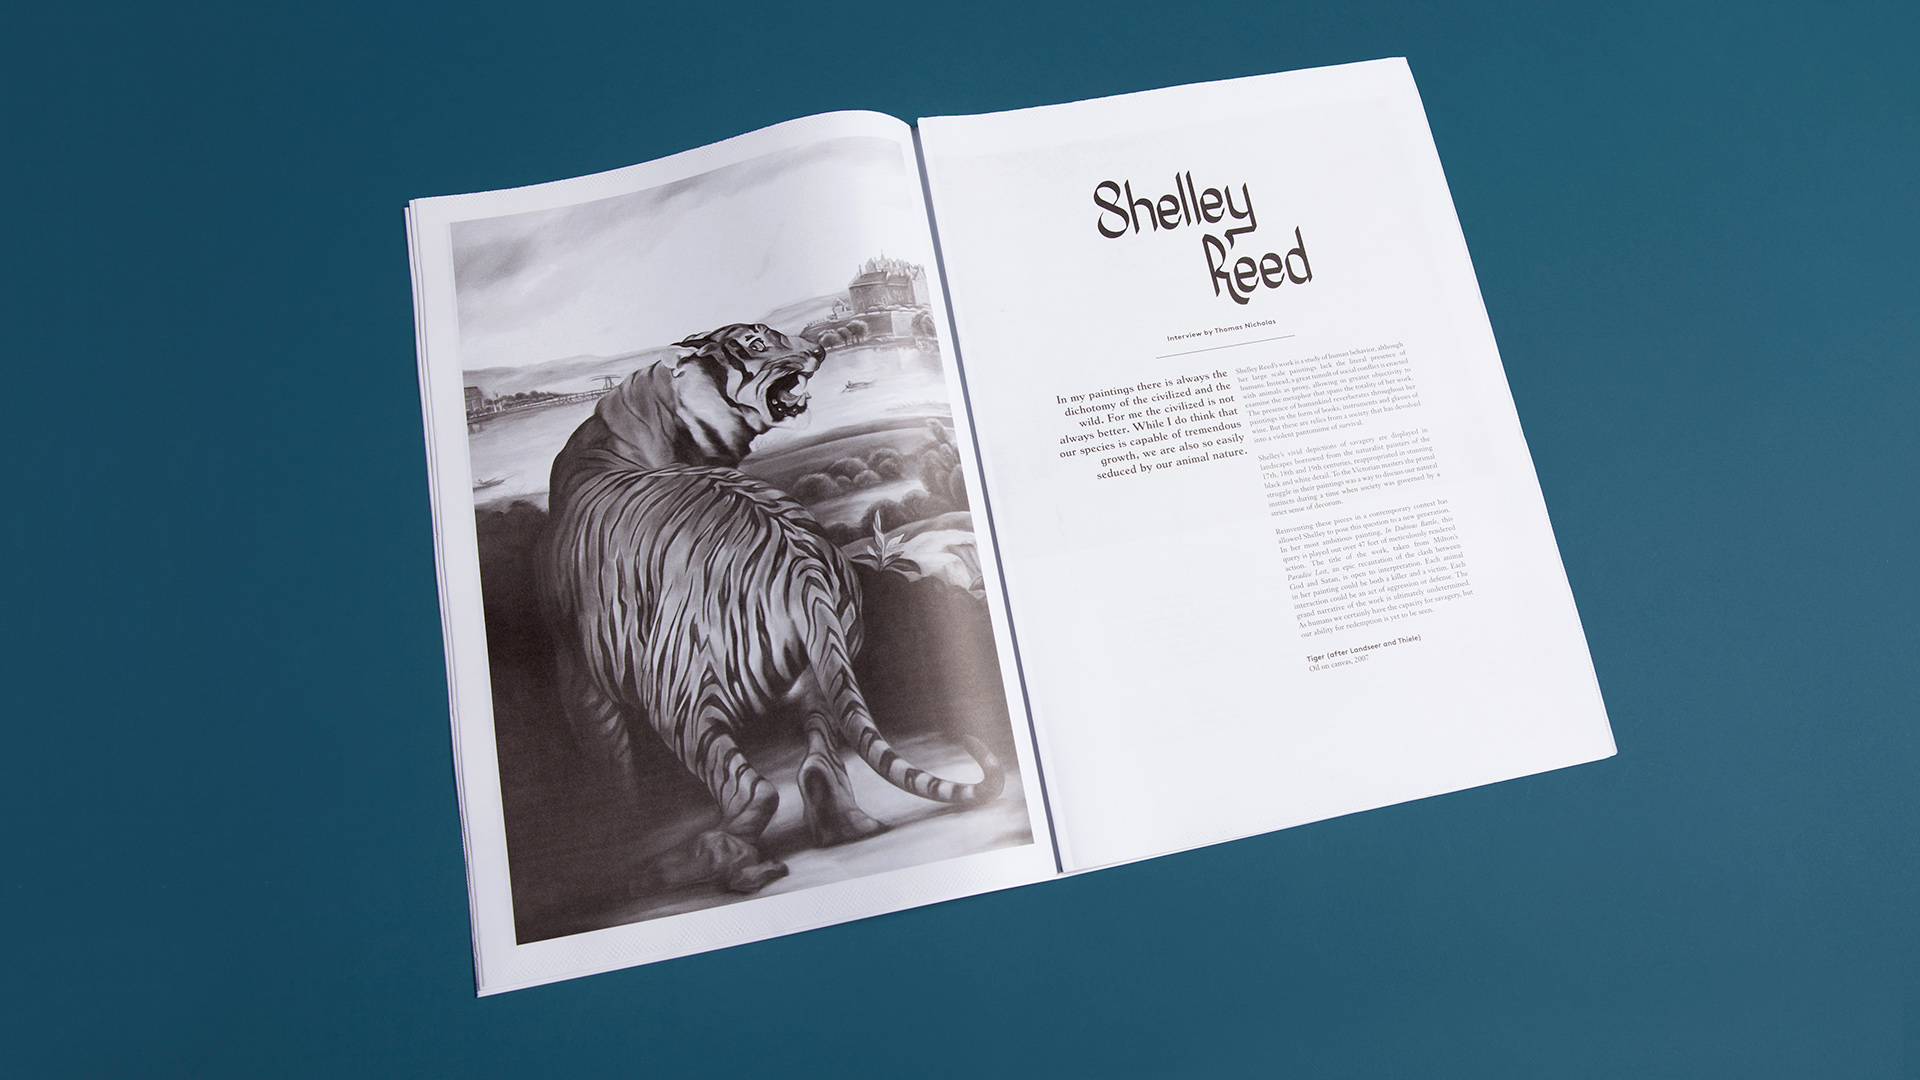 Shelley
Reed
Interview by Thomas Nicholas
In my paintings there is always the
dichotomy of the civilized and the
wild. For me the civilized is not
always better. While I do think that
our species is capable of tremendous
growth, we are also so easily
seduced by our animal nature.
Shelley Reed's work is a study of human behavior, although
her large scale paintings lack the literal presence of
humans. Instead, a great tumult of social conflict is enacted
with animals as proxy, allowing us greater objectivity to
examine the metaphor that spans the totality of her work.
The presence of humankind reverberates throughout her
paintings in the form of books, instruments and glasses of
wine. But these are relics from a society that has devolved
into a violent pantomime of survival.
Shelley's vivid depictions of savagery are displayed in
landscapes borrowed from the naturalist painters of the
17th, 18th and 19th centuries, reappropriated in stunning
black and white detail. To the Victorian masters the primal
struggle in their paintings was a way to discuss our natural
instincts during a time when society was governed by a
strict sense of decorum.
Reinventing these pieces in a contemporary context has
allowed Shelley to pose this question to a new generation.
In her most ambitious painting, In Dubious Battle, this
query is played out over 47 feet of meticulously rendered
action. The title of the work, taken from Milton's
Paradise Lost, an epic recantation of the clash between
God and Satan, is open to interpretation. Each animal
in her painting could be both a killer and a victim. Each
interaction could be an act of aggression or defense. The
grand narrative of the work is ultimately undetermined.
As humans we certainly have the capacity for savagery, but
our ability for redemption is yet to be seen.
Tiger (after Landseer and Thiele)
Oil on canvas, 2007